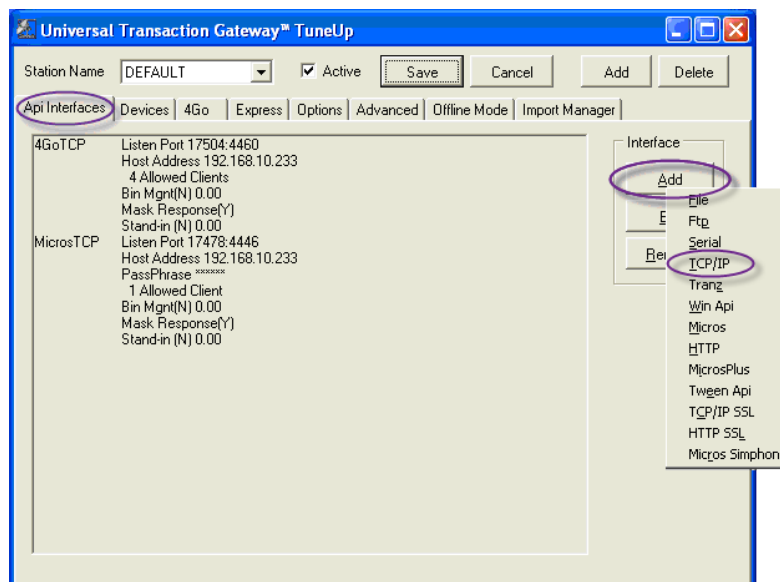 Universal Transaction Gateway™ TuneUp
Station Name DEFAULT Active Save Cancel Add Delete
Api Interfaces Devices 4Go Express Options Advanced Offline Mode Import Manager
4GoTCP Listen Port 17504:4460
Host Address 192.168.10.233
4 Allowed Clients
Bin Mgnt(N) 0.00
Mask Response(Y)
Stand-in (N) 0.00
MicrosTCP Listen Port 17478:4446
Host Address 192.168.10.233
PassPhrase ******
1 Allowed Client
Bin Mgnt(N) 0.00
Mask Response(Y)
Stand-in (N) 0.00
Interface
Add
File
Ftp
Serial
TCP/IP
Tranz
Win Api
Micros
HTTP
MicrosPlus
Tween Api
TCP/IP SSL
HTTP SSL
Micros Simphon